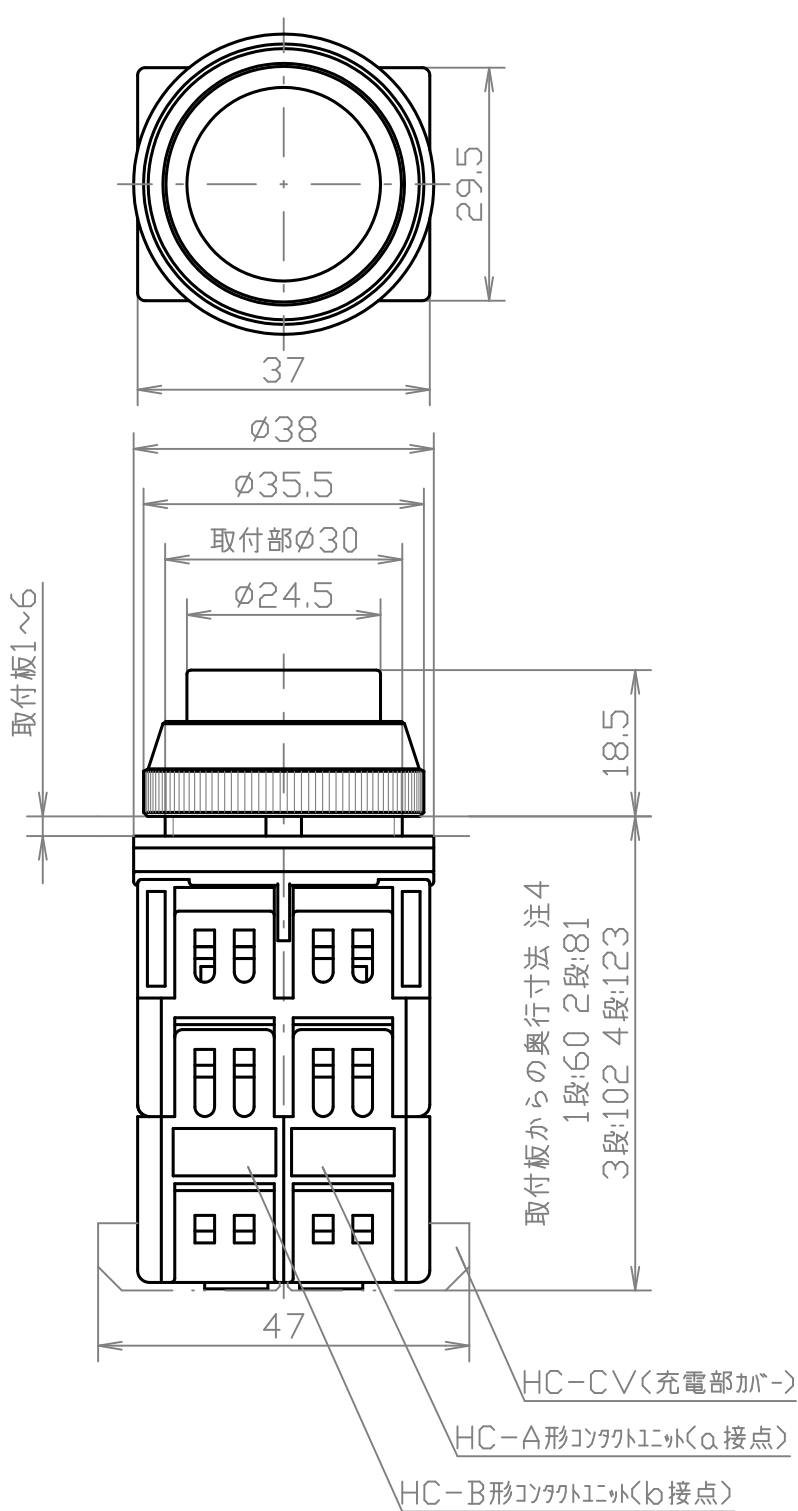 29.5
37
φ38
φ35.5
取付部φ30
φ24.5
取付板1~6
18.5
取付板からの奥行寸法 注4
1段:60 2段:81
3段:102 4段:123
47
HC-CV(充電部ｶﾊﾞｰ)
HC-A形ｺﾝﾀｸﾄﾕﾆｯﾄ(a接点)
HC-B形ｺﾝﾀｸﾄﾕﾆｯﾄ(b接点)